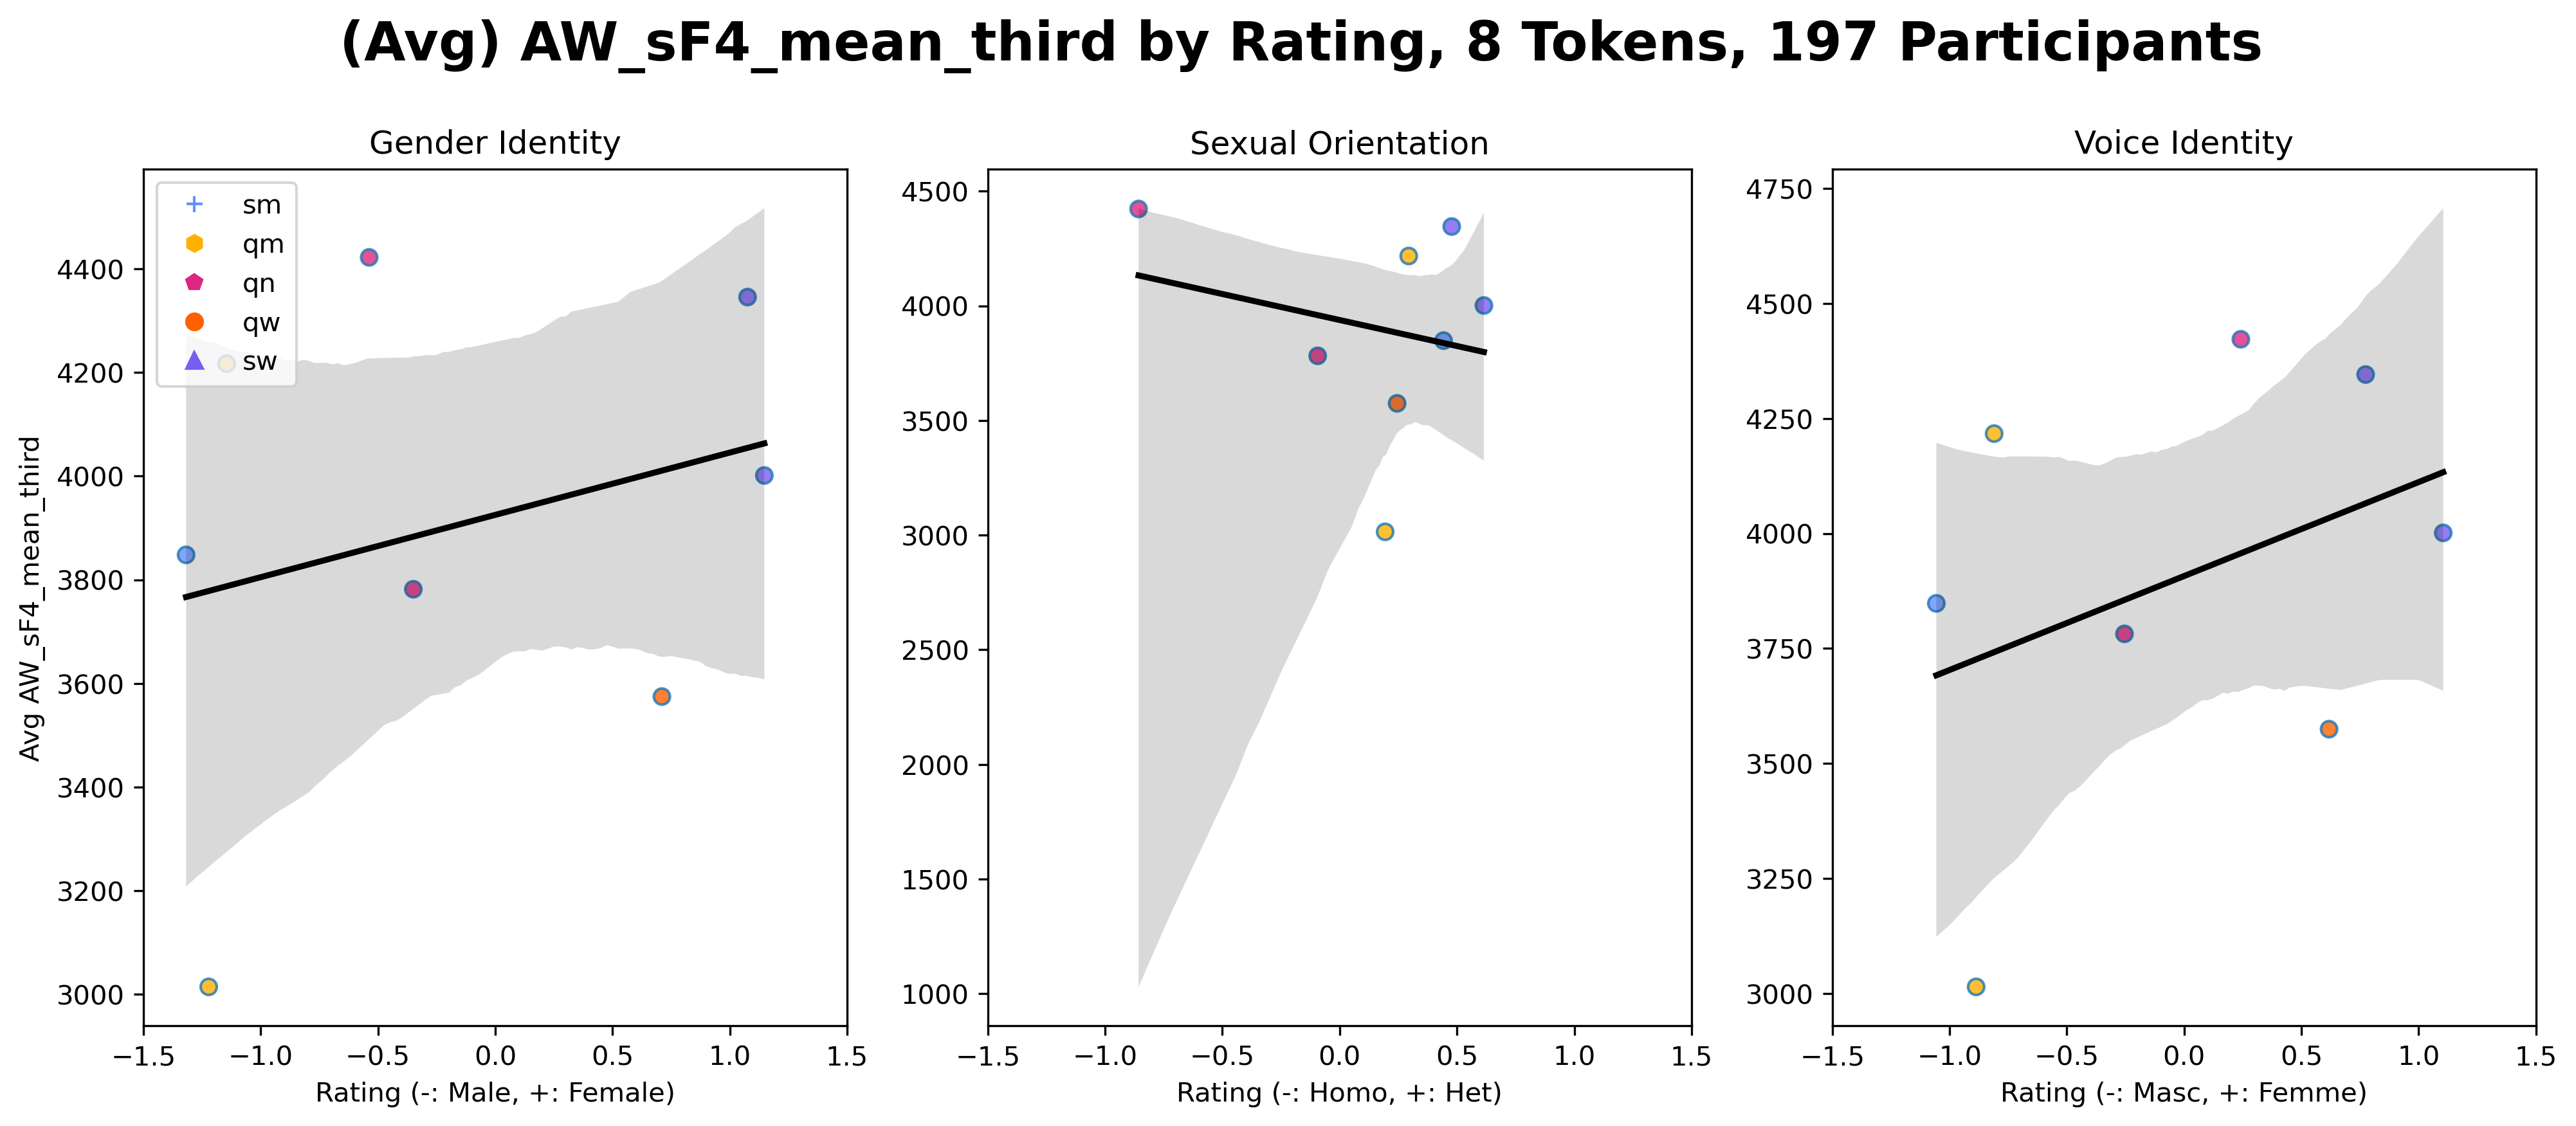 (Avg) AW_sF4_mean_third by Rating, 8 Tokens, 197 Participants
Gender Identity
Sexual Orientation
Voice Identity
sm
qm
qn
qw
sw
Avg AW_sF4_mean_third
4400
4200
4000
3800
3600
3400
3200
3000
−1.5 −1.0 −0.5 0.0 0.5 1.0 1.5
Rating (-: Male, +: Female)
4500
4000
3500
3000
2500
2000
1500
1000
−1.5 −1.0 −0.5 0.0 0.5 1.0 1.5
Rating (-: Homo, +: Het)
4750
4500
4250
4000
3750
3500
3250
3000
−1.5 −1.0 −0.5 0.0 0.5 1.0 1.5
Rating (-: Masc, +: Femme)